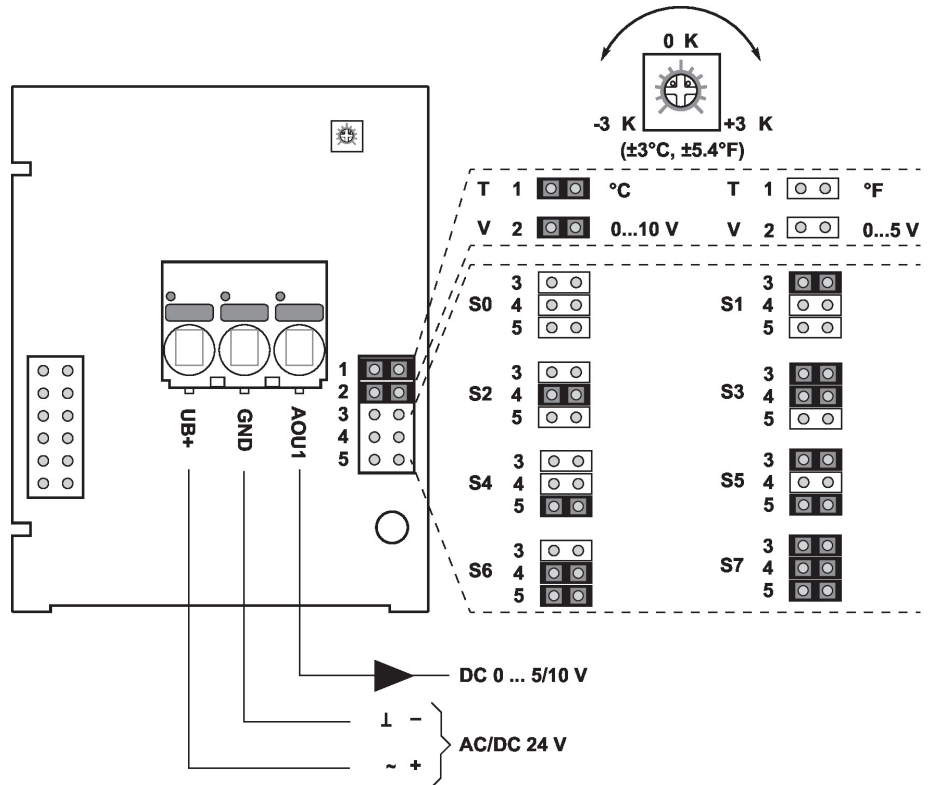 0 K
-3 K
+3 K
(±3°C, ±5.4°F)
T 1 °C
T 1 °F
V 2 0...10 V
V 2 0...5 V
S0
3
4
5
S1
3
4
5
S2
3
4
5
S3
3
4
5
S4
3
4
5
S5
3
4
5
S6
3
4
5
S7
3
4
5
1
2
3
4
5
UB+
GND
AOU1
DC 0 ... 5/10 V
⊥ −
AC/DC 24 V
~ +